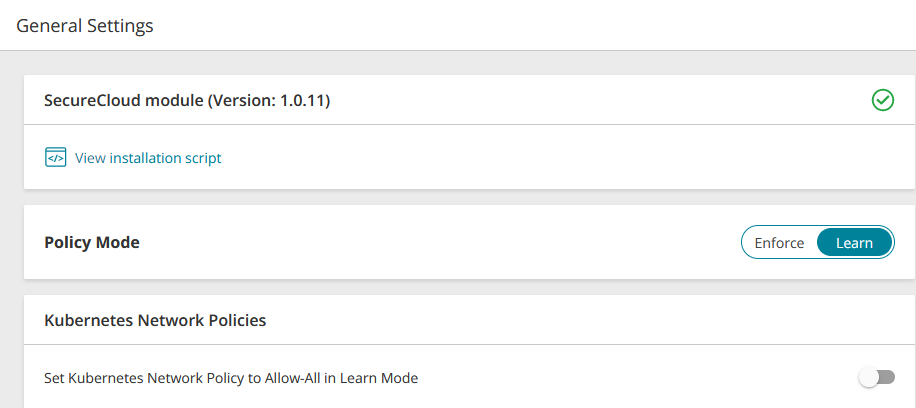 General Settings
SecureCloud module (Version: 1.0.11)
</>
View installation script
Policy Mode
Enforce
Learn
Kubernetes Network Policies
Set Kubernetes Network Policy to Allow-All in Learn Mode